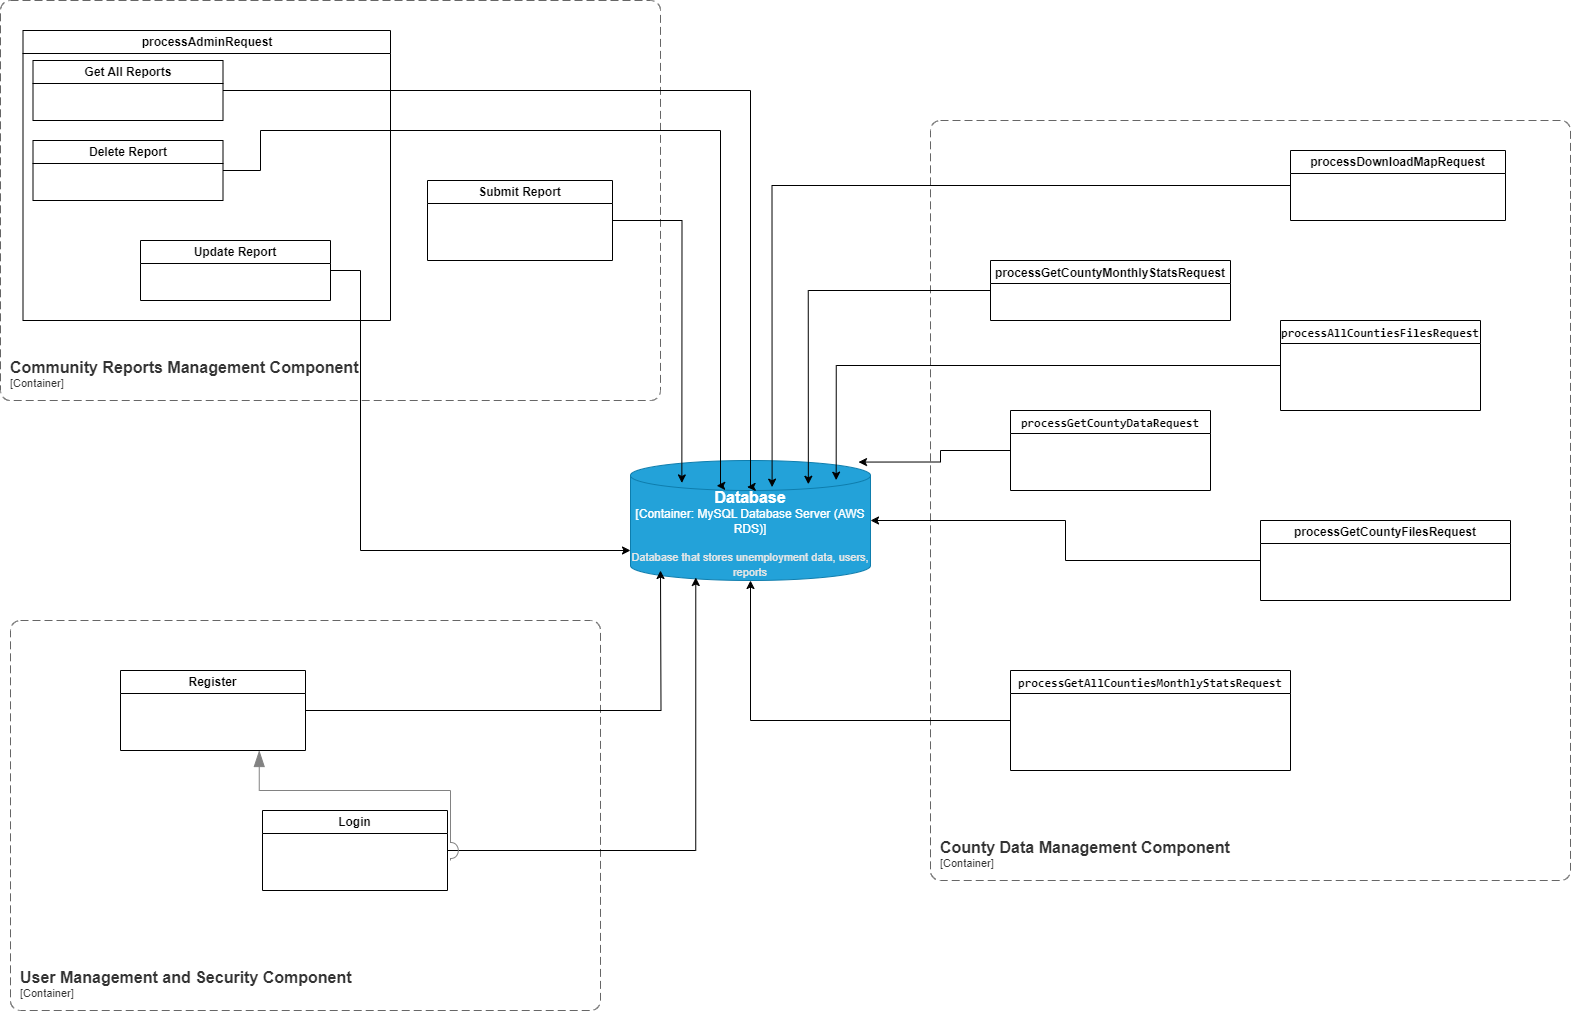 processAdminRequest
Get All Reports
Delete Report
Submit Report
Update Report
Community Reports Management Component
[Container]
processDownloadMapRequest
processGetCountyMonthlyStatsRequest
processAllCountiesFilesRequest
processGetCountyDataRequest
processGetCountyFilesRequest
processGetAllCountiesMonthlyStatsRequest
County Data Management Component
[Container]
Database
[Container: MySQL Database Server (AWS
RDS)]
Database that stores unemployment data, users,
reports
Register
Login
User Management and Security Component
[Container]